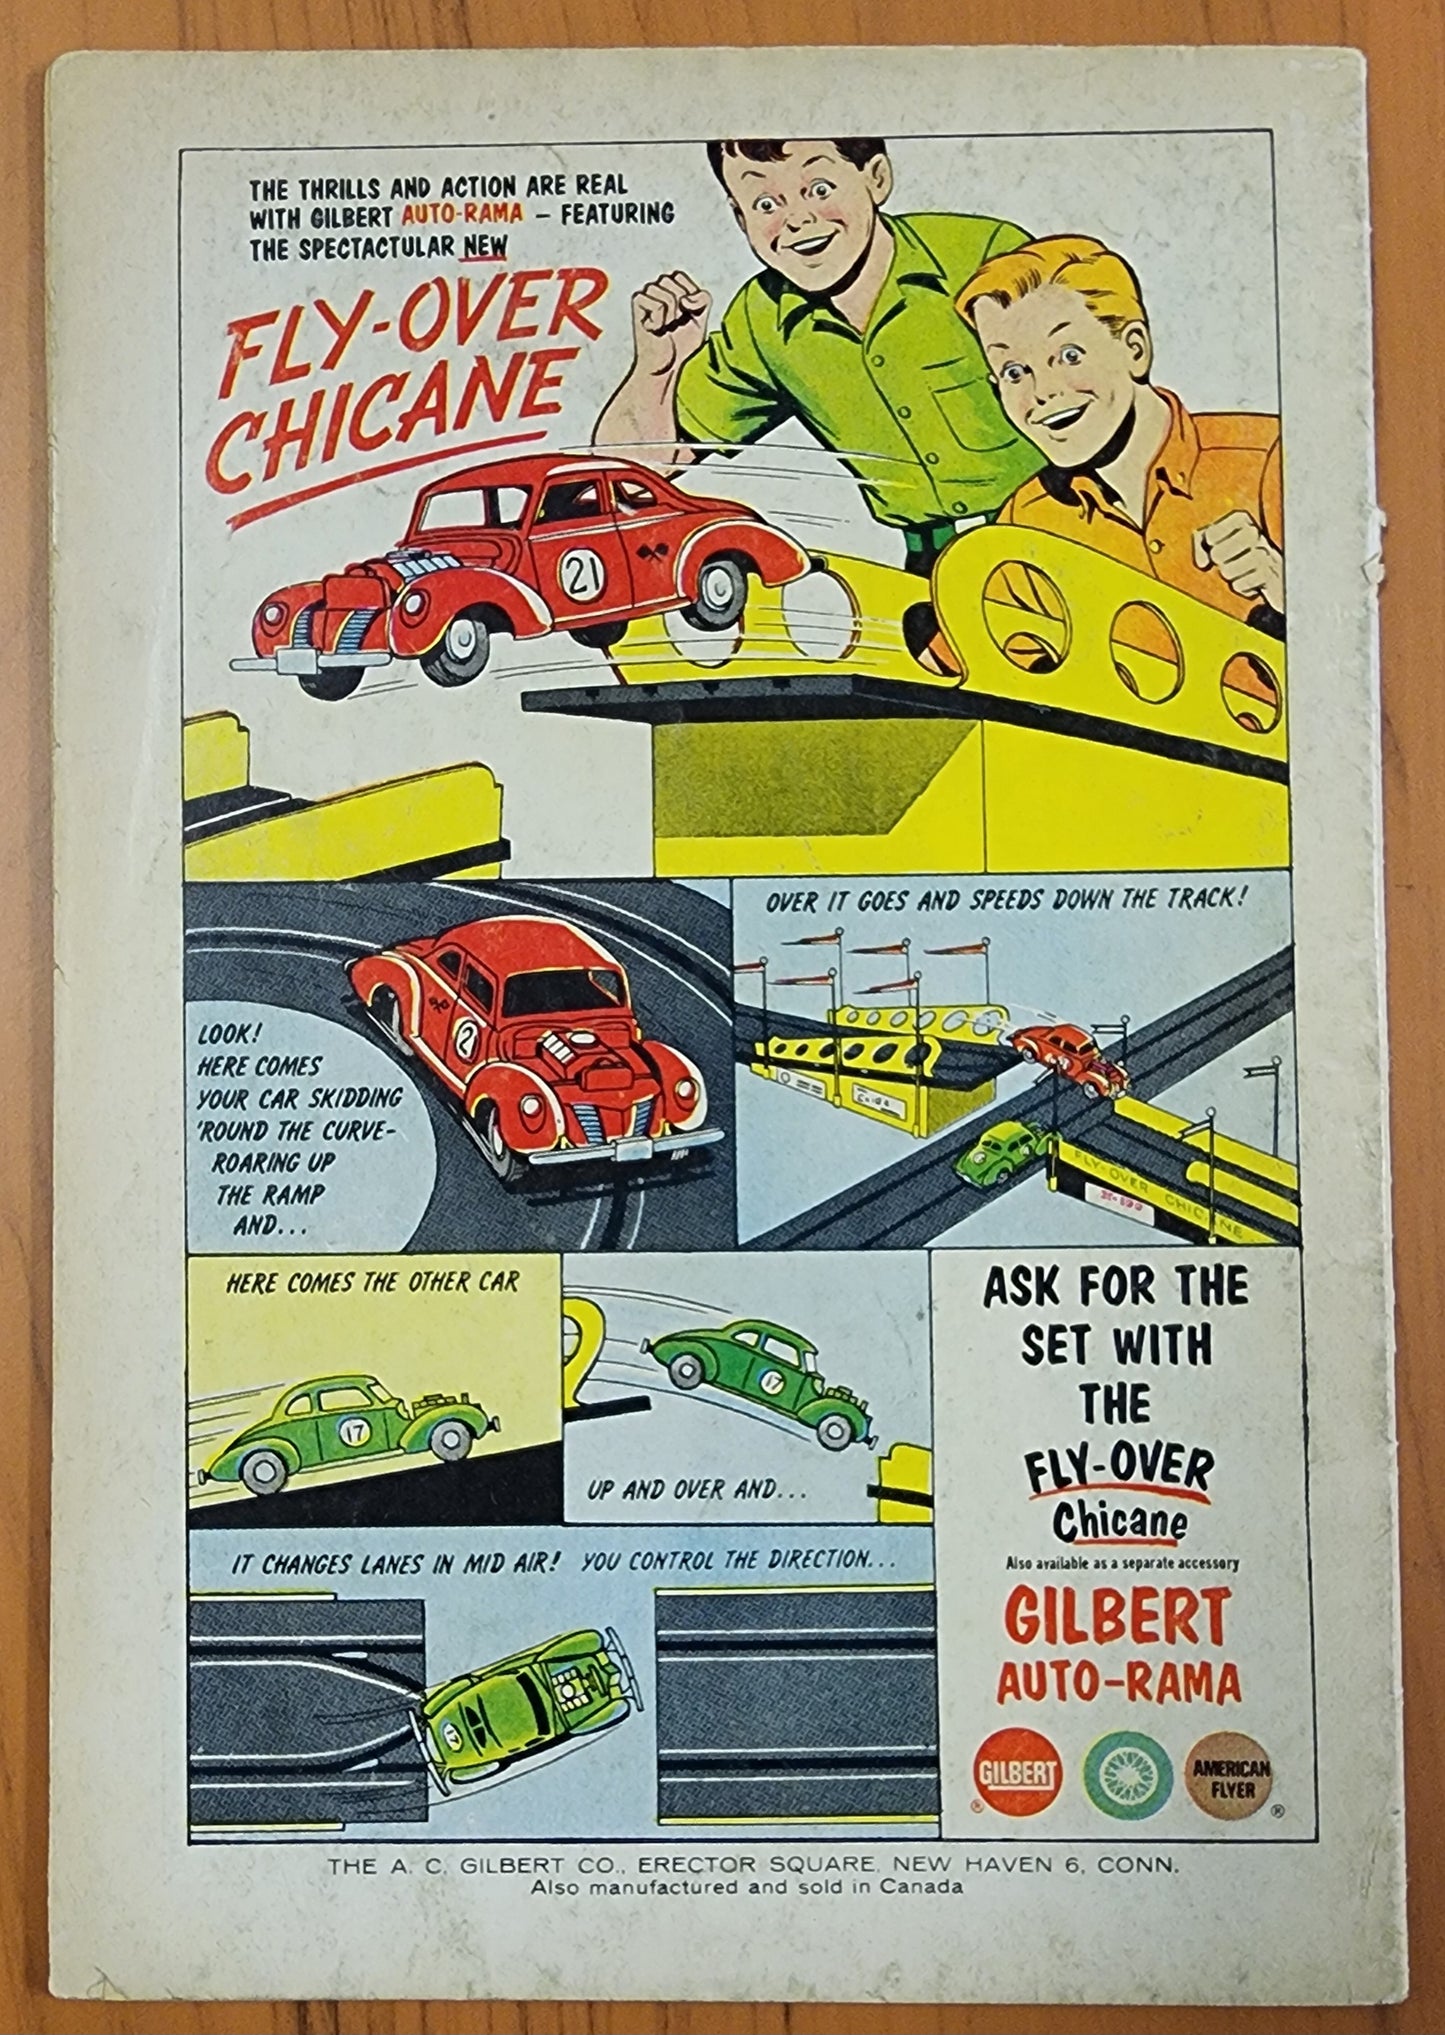 THE THRILLS AND ACTION ARE REAL
WITH GILBERT AUTO-RAMA – FEATURING
THE SPECTACTULAR NEW
FLY-OVER
CHICANE
21
LOOK!
HERE COMES
YOUR CAR SKIDDING
'ROUND THE CURVE-
ROARING UP
THE RAMP
AND...
2
OVER IT GOES AND SPEEDS DOWN THE TRACK!
FLY-OVER CHICANE
HERE COMES THE OTHER CAR
17
17
UP AND OVER AND...
IT CHANGES LANES IN MID AIR! YOU CONTROL THE DIRECTION...
17
ASK FOR THE
SET WITH
THE
FLY-OVER
Chicane
Also available as a separate accessory
GILBERT
AUTO-RAMA
GILBERT
®
AMERICAN
FLYER
®
THE A. C. GILBERT CO., ERECTOR SQUARE, NEW HAVEN 6, CONN.
Also manufactured and sold in Canada